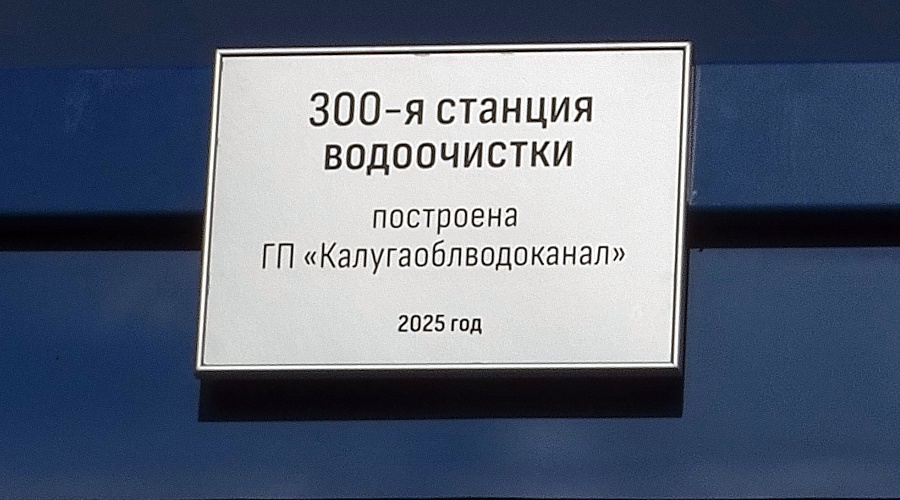 300-я станция
водоочистки
построена
ГП «Калугаоблводоканал»
2025 год